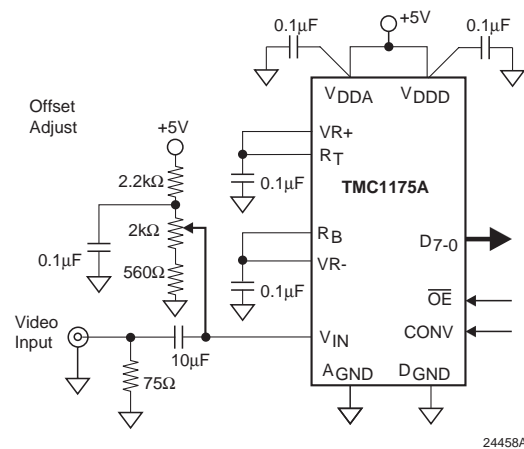 0.1µF
+5V
0.1µF
Offset
Adjust
+5V
2.2kΩ
2kΩ
0.1µF
560Ω
Video
Input
10µF
75Ω
VDDA
VDDD
VR+
RT
0.1µF
TMC1175A
RB
VR-
0.1µF
D7-0
OE
CONV
VIN
AGND
DGND
24458A